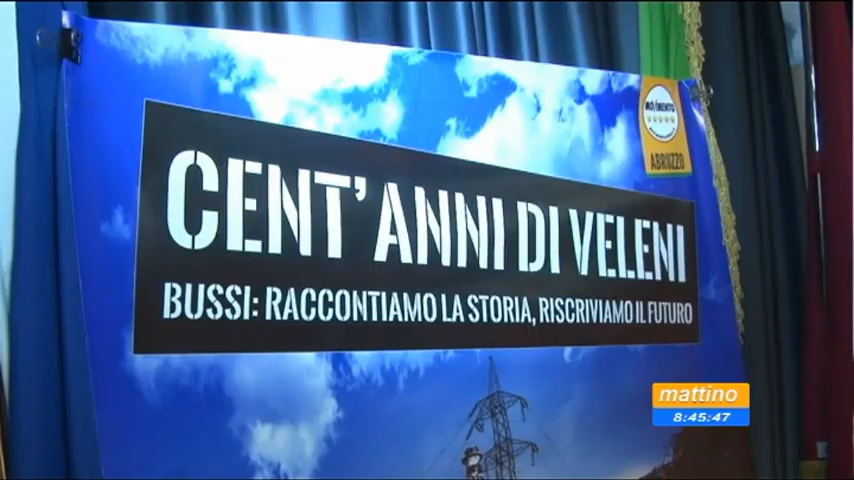 MOVIMENTO
ABRUZZO
CENT'ANNI DI VELENI
BUSSI: RACCONTIAMO LA STORIA, RISCRIVIAMO IL FUTURO
mattino
8:45:47